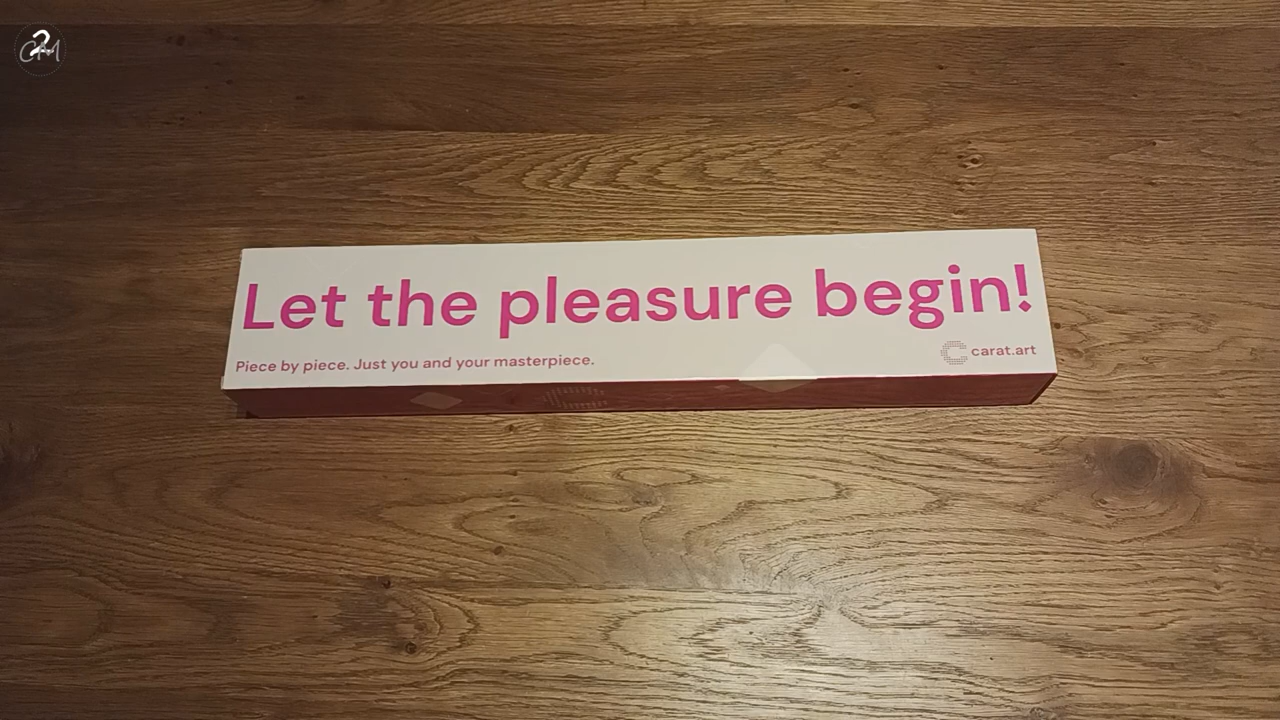 Let the pleasure begin!
Piece by piece. Just you and your masterpiece.
carat.art